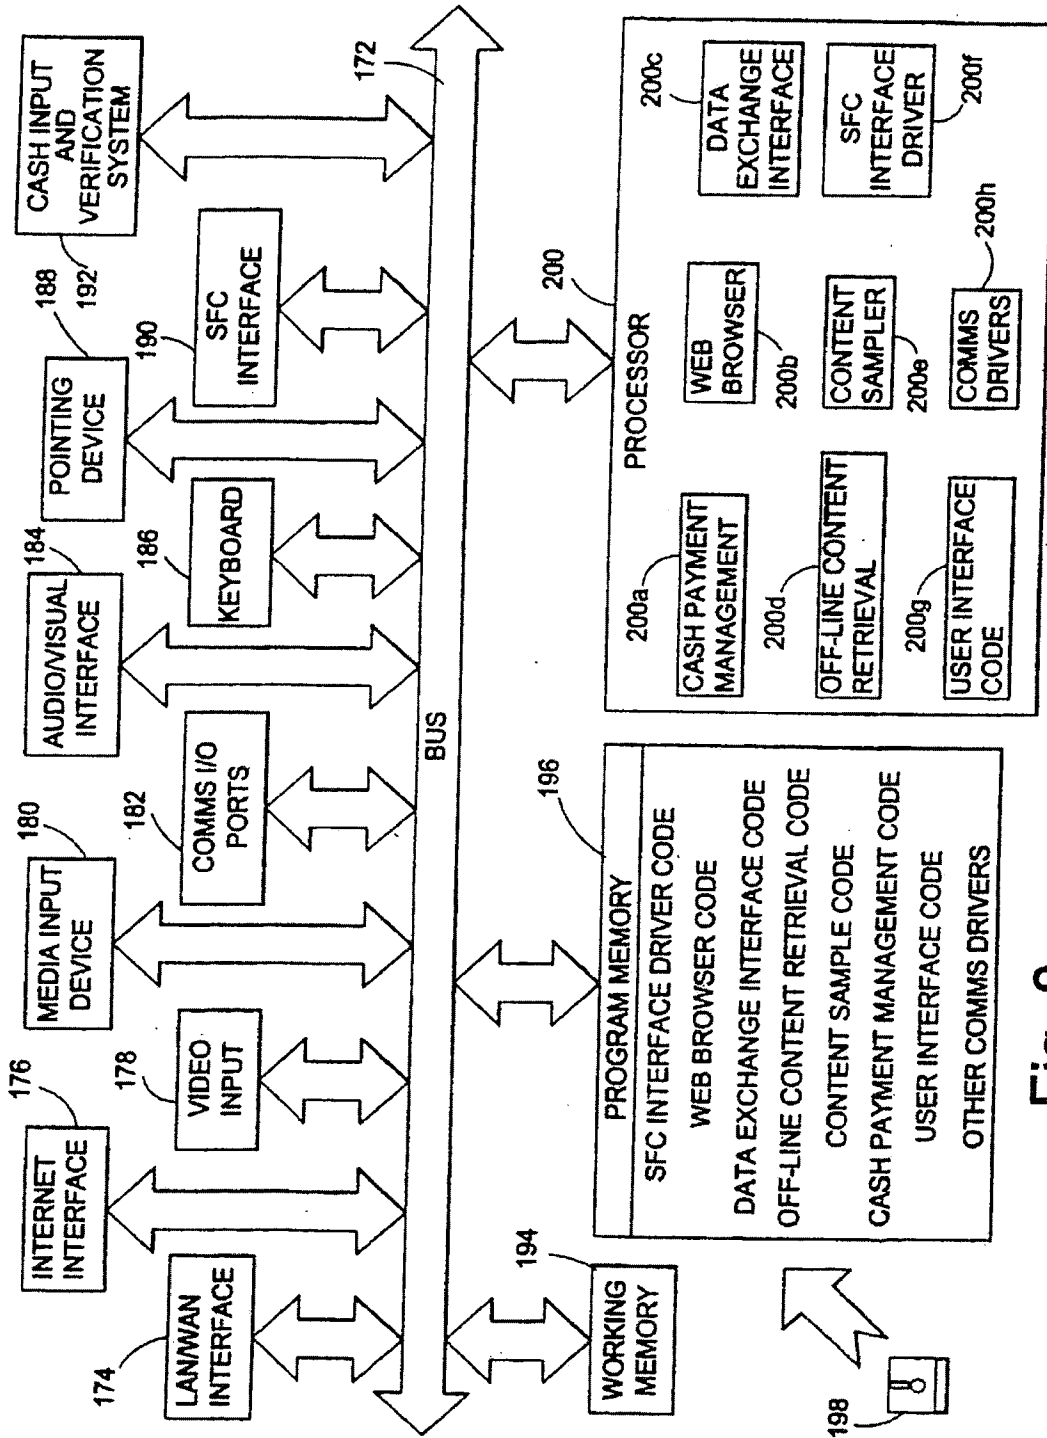 174
LAN/WAN
INTERFACE
INTERNET
INTERFACE
176
178
VIDEO
INPUT
MEDIA INPUT
DEVICE
180
182
COMMS I/O
PORTS
AUDIO/VISUAL
INTERFACE
184
186
KEYBOARD
POINTING
DEVICE
188
190
SFC
INTERFACE
CASH INPUT
AND
VERIFICATION
SYSTEM
192
BUS
172
194
WORKING
MEMORY
198
196
PROGRAM MEMORY
SFC INTERFACE DRIVER CODE
WEB BROWSER CODE
DATA EXCHANGE INTERFACE CODE
OFF-LINE CONTENT RETRIEVAL CODE
CONTENT SAMPLE CODE
CASH PAYMENT MANAGEMENT CODE
USER INTERFACE CODE
OTHER COMMS DRIVERS
200
PROCESSOR
200a
CASH PAYMENT
MANAGEMENT
WEB
BROWSER
200b
200c
DATA
EXCHANGE
INTERFACE
200d
OFF-LINE CONTENT
RETRIEVAL
CONTENT
SAMPLER
200e
SFC
INTERFACE
DRIVER
200f
200g
USER INTERFACE
CODE
200h
COMMS
DRIVERS